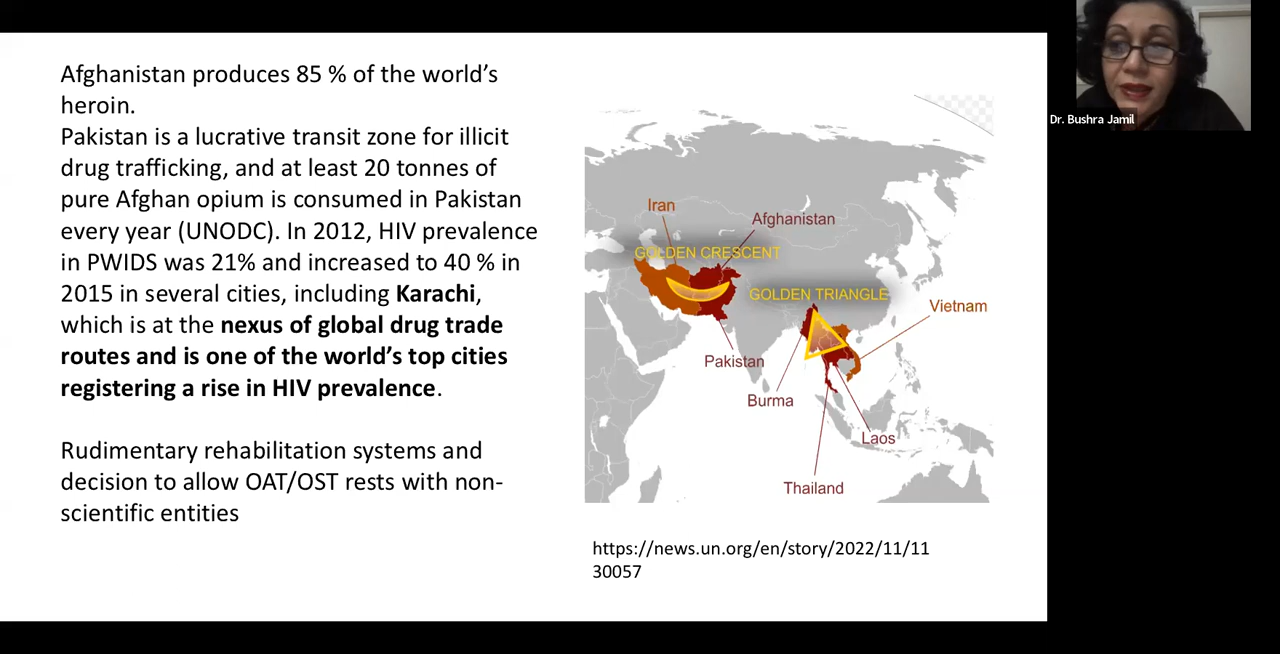 Afghanistan produces 85 % of the world's
heroin.
Pakistan is a lucrative transit zone for illicit
drug trafficking, and at least 20 tonnes of
pure Afghan opium is consumed in Pakistan
every year (UNODC). In 2012, HIV prevalence
in PWIDS was 21% and increased to 40 % in
2015 in several cities, including Karachi,
which is at the nexus of global drug trade
routes and is one of the world's top cities
registering a rise in HIV prevalence.
Rudimentary rehabilitation systems and
decision to allow OAT/OST rests with non-
scientific entities
Iran
Afghanistan
GOLDEN CRESCENT
GOLDEN TRIANGLE
Vietnam
Pakistan
Burma
Laos
Thailand
https://news.un.org/en/story/2022/11/11
30057
Dr. Bushra Jamil